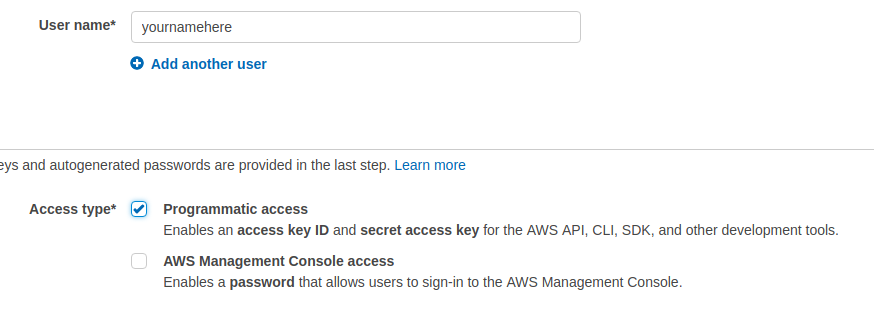 User name* yournamehere
Add another user
eys and autogenerated passwords are provided in the last step. Learn more
Access type* Programmatic access
Enables an access key ID and secret access key for the AWS API, CLI, SDK, and other development tools.
AWS Management Console access
Enables a password that allows users to sign-in to the AWS Management Console.